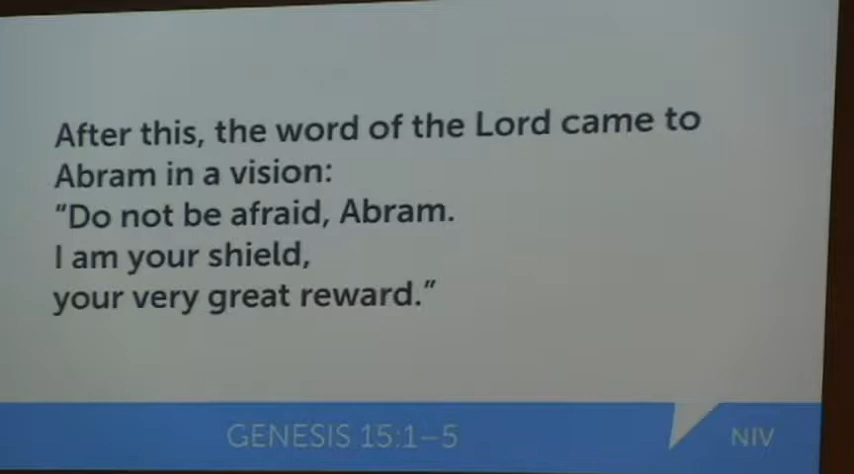 After this, the word of the Lord came to
Abram in a vision:
“Do not be afraid, Abram.
I am your shield,
your very great reward.”
GENESIS 15:1–5
NIV